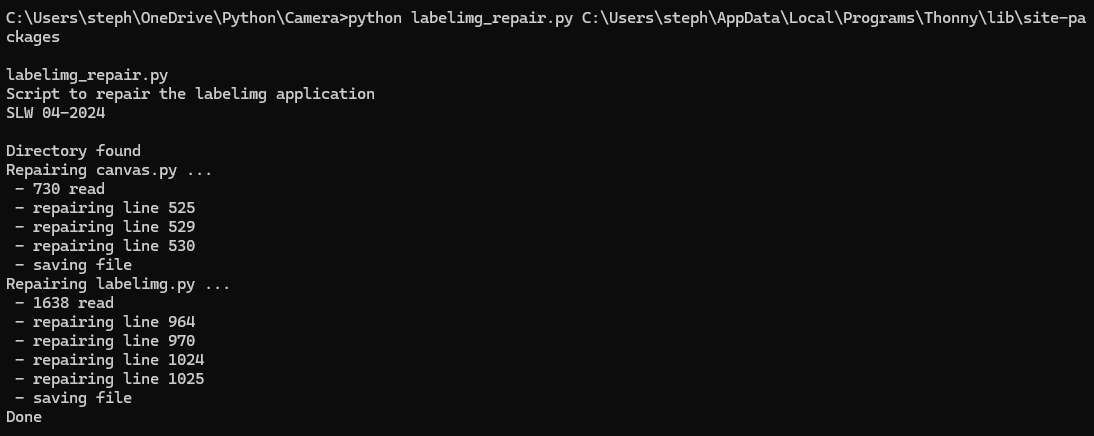 C:\Users\steph\OneDrive\Python\Camera>python labelimg_repair.py C:\Users\steph\AppData\Local\Programs\Thonny\lib\site-pa
ckages
labelimg_repair.py
Script to repair the labelimg application
SLW 04-2024
Directory found
Repairing canvas.py ...
 - 730 read
 - repairing line 525
 - repairing line 529
 - repairing line 530
 - saving file
Repairing labelimg.py ...
 - 1638 read
 - repairing line 964
 - repairing line 970
 - repairing line 1024
 - repairing line 1025
 - saving file
Done